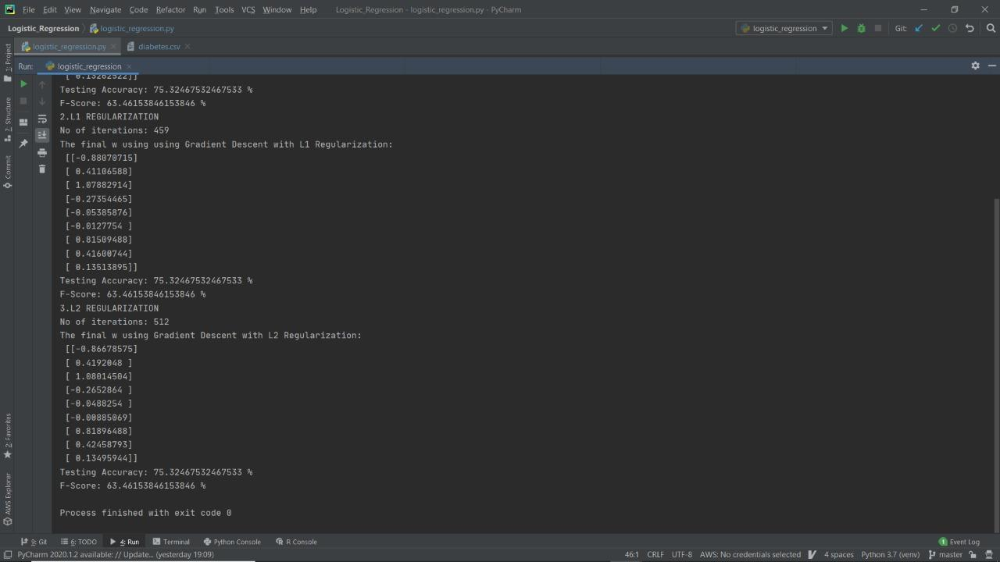 File Edit View Navigate Code Refactor Run Tools VCS Window Help Logistic_Regression - logistic_regression.py - PyCharm
Logistic_Regression logistic_regression.py logistic_regression Git:
logistic_regression.py diabetes.csv
Run: logistic_regression
1: Project
7: Structure
Commit
2: Favorites
AWS Explorer
[ 0.13262522]]
Testing Accuracy: 75.32467532467533 %
F-Score: 63.46153846153846 %
2.L1 REGULARIZATION
No of iterations: 459
The final w using using Gradient Descent with L1 Regularization:
[[-0.88070715]
[ 0.41106588]
[ 1.07882914]
[-0.27354465]
[-0.05385876]
[-0.0127754 ]
[ 0.81509488]
[ 0.41600744]
[ 0.13513895]]
Testing Accuracy: 75.32467532467533 %
F-Score: 63.46153846153846 %
3.L2 REGULARIZATION
No of iterations: 512
The final w using Gradient Descent with L2 Regularization:
[[-0.86678575]
[ 0.4192048 ]
[ 1.08014504]
[-0.2652864 ]
[-0.0488254 ]
[-0.00885069]
[ 0.81896488]
[ 0.42458793]
[ 0.13495944]]
Testing Accuracy: 75.32467532467533 %
F-Score: 63.46153846153846 %
Process finished with exit code 0
9: Git 6: TODO 4: Run Terminal Python Console R Console 1 Event Log
PyCharm 2020.1.2 available: // Update... (yesterday 19:09) 46:1 CRLF UTF-8 AWS: No credentials selected 4 spaces Python 3.7 (venv) master